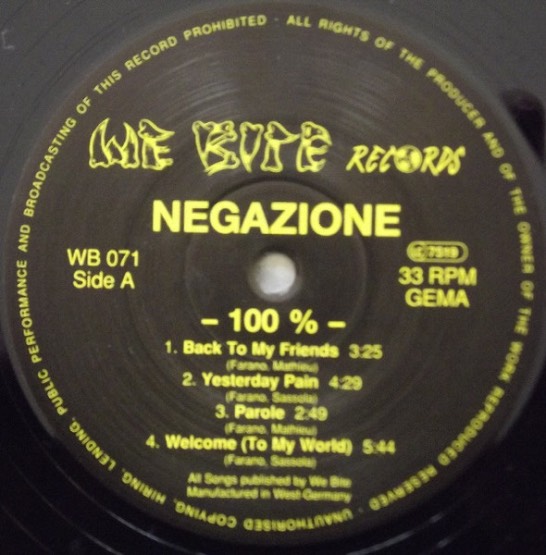 ALL RIGHTS OF THE PRODUCER AND OF THE OWNER OF THE WORK REPRODUCED RESERVED · UNAUTHORISED COPYING, HIRING, LENDING, PUBLIC PERFORMANCE AND BROADCASTING OF THIS RECORD PROHIBITED ·
WE BITE RECORDS
NEGAZIONE
WB 071
Side A
LC 7519
33 RPM
GEMA
– 100 % –
1. Back To My Friends 3:25
(Farano, Mathieu)
2. Yesterday Pain 4:29
(Farano, Sassola)
3. Parole 2:49
(Farano, Mathieu)
4. Welcome (To My World) 5:44
(Farano, Sassola)
All Songs published by We Bite
Manufactured in West-Germany